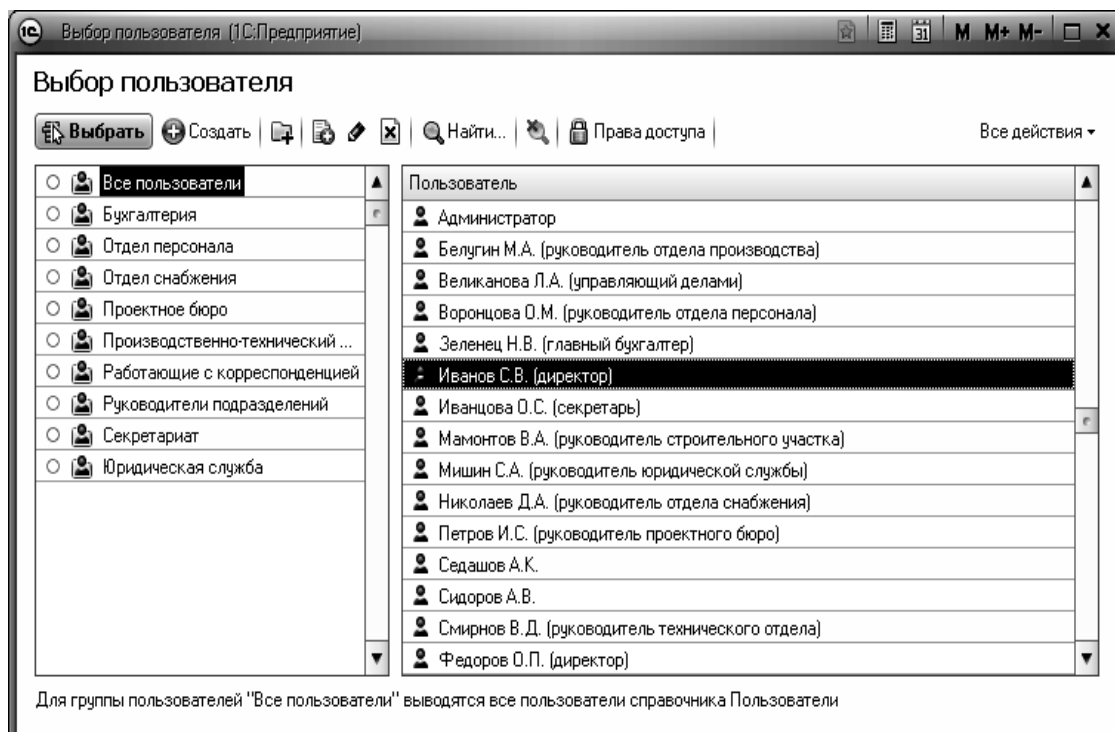 1С Выбор пользователя (1С:Предприятие) 31 M M+ M-
Выбор пользователя
Выбрать Создать Найти... Права доступа Все действия
Все пользователи
Бухгалтерия
Отдел персонала
Отдел снабжения
Проектное бюро
Производственно-технический ...
Работающие с корреспонденцией
Руководители подразделений
Секретариат
Юридическая служба
Пользователь
Администратор
Белугин М.А. (руководитель отдела производства)
Великанова Л.А. (управляющий делами)
Воронцова О.М. (руководитель отдела персонала)
Зеленец Н.В. (главный бухгалтер)
Иванов С.В. (директор)
Иванцова О.С. (секретарь)
Мамонтов В.А. (руководитель строительного участка)
Мишин С.А. (руководитель юридической службы)
Николаев Д.А. (руководитель отдела снабжения)
Петров И.С. (руководитель проектного бюро)
Седашов А.К.
Сидоров А.В.
Смирнов В.Д. (руководитель технического отдела)
Федоров О.П. (директор)
Для группы пользователей "Все пользователи" выводятся все пользователи справочника Пользователи